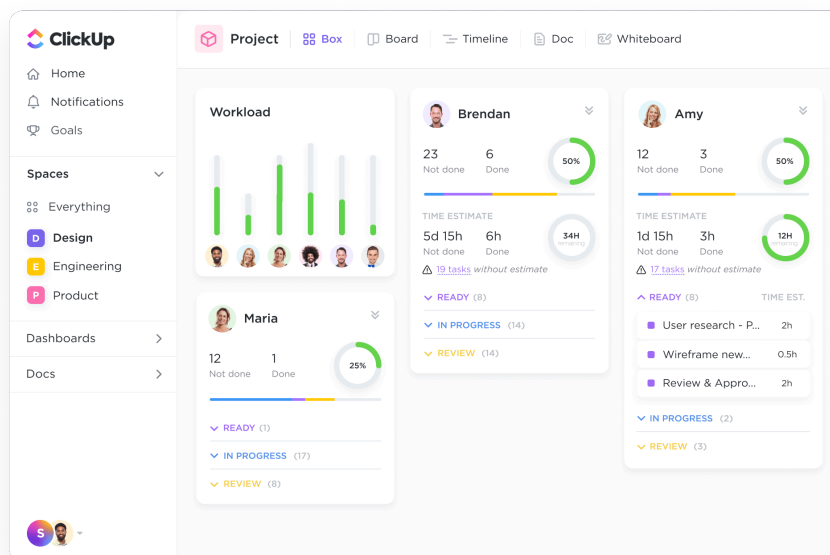 ClickUp
Home
Notifications
Goals
Spaces
Everything
D Design
E Engineering
P Product
Dashboards
Docs
S
Project
Box
Board
Timeline
Doc
Whiteboard
Workload
Maria
12
Not done
1
Done
25%
READY (1)
IN PROGRESS (17)
REVIEW (8)
Brendan
23
Not done
6
Done
50%
TIME ESTIMATE
5d 15h
Not done
6h
Done
34H
remaining
19 tasks without estimate
READY (8)
IN PROGRESS (14)
REVIEW (14)
Amy
12
Not done
3
Done
50%
TIME ESTIMATE
1d 15h
Not done
3h
Done
12H
remaining
17 tasks without estimate
READY (8) TIME EST.
User research - P... 2h
Wireframe new... 0.5h
Review & Appro... 2h
IN PROGRESS (2)
REVIEW (3)